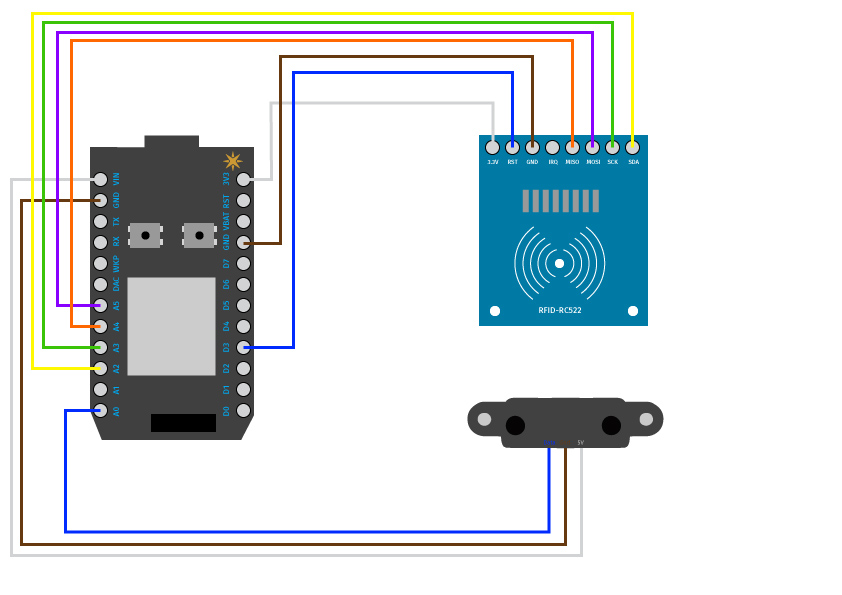 3.3V RST GND IRQ MISO MOSI SCK SDA
VIN
GND
TX
RX
WKP
DAC
A5
A4
A3
A2
A1
A0
3V3
RST
VBAT
GND
D7
D6
D5
D4
D3
D2
D1
D0
RFID-RC522
5V